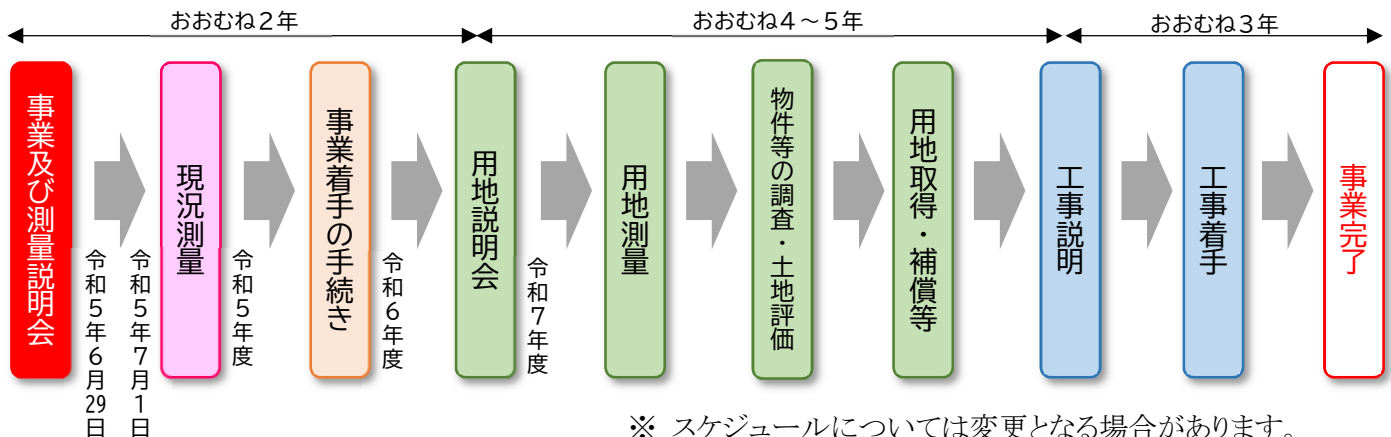 おおむね2年
おおむね4～5年
おおむね3年
事業及び測量説明会
令和5年6月29日
令和5年7月1日
現況測量
令和5年度
事業着手の手続き
令和6年度
用地説明会
令和7年度
用地測量
物件等の調査・土地評価
用地取得・補償等
工事説明
工事着手
事業完了
※ スケジュールについては変更となる場合があります。